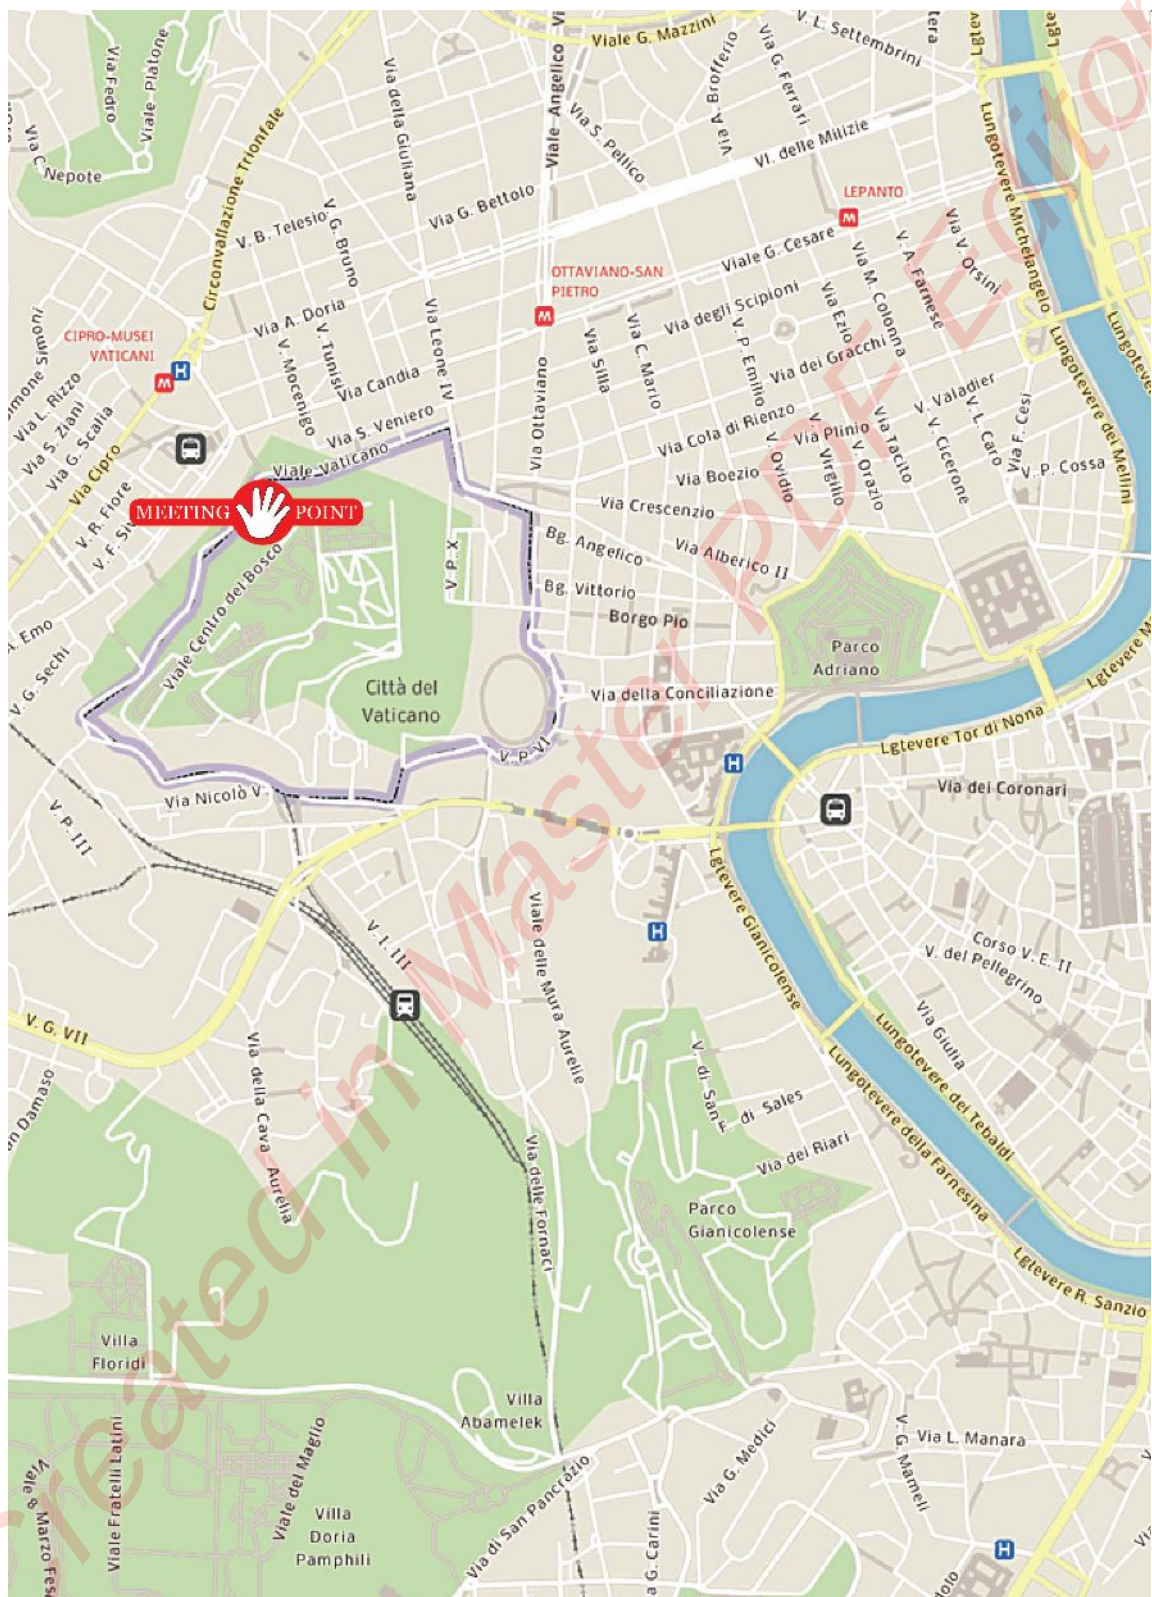 Viale G. Mazzini
V. L. Settembrini
Via Fedro
Viale Platone
Via della Giuliana
Viale Angelico
Via A. Brofferio
Via G. Ferrari
Via S. Pellico
Vl. delle Milizie
Via C. Nepote
Circonvallazione Trionfale
Via G. Bettolo
V. B. Telesio
V. G. Bruno
LEPANTO
Lungotevere Michelangelo
Viale G. Cesare
Via V. Orsini
V. A. Farnese
Via M. Colonna
OTTAVIANO-SAN
PIETRO
Via degli Scipioni
Via Ezio
Via A. Doria
Via Leone IV
CIPRO-MUSEI
VATICANI
V. Tunisi
V. Mocenigo
Via Candia
Via Silla
Via C. Mario
V. P. Emilio
Via dei Gracchi
Via L. Rizzo
V. S. Ziani
Via G. Scalia
Via Cipro
Via S. Veniero
Viale Vaticano
Via Ottaviano
Via Cola di Rienzo
Via Plinio
V. Virgilio
V. Ovidio
V. Orazio
Via Tacito
V. Valadier
V. V. Cicerone
V. L. Caro
Via F. Cesi
V. P. Cossa
Lungotevere dei Mellini
Via Boezio
Via Crescenzio
V. R. Fiore
MEETING POINT
Bg. Angelico
Via Alberico II
Bg. Vittorio
Borgo Pio
V. P. X
Viale Centro del Bosco
V. G. Sechi
Città del
Vaticano
Parco
Adriano
Via della Conciliazione
V. P. VI
Lgtevere Tor di Nona
Via dei Coronari
Via Nicolò V.
V. P. III
V. I. III
Lgtevere Gianicolense
Viale delle Mura Aurelie
Corso V. E. II
V. del Pellegrino
Via Giulia
V. G. VII
Via della Cava Aurelia
Lungotevere dei Tebaldi
Lungotevere della Farnesina
V. di San
F. di Sales
Via dei Riari
Via delle Fornaci
Parco
Gianicolense
Lgtevere R. Sanzio
Villa
Floridi
Villa
Abamelek
Via di San Pancrazio
Viale Fratelli Latini
Viale del Maglio
Viale 8 Marzo
Villa
Doria
Pamphili
Via G. Medici
V. G. Mameli
Via L. Manara
G. Carini
Created in Master PDF Editor